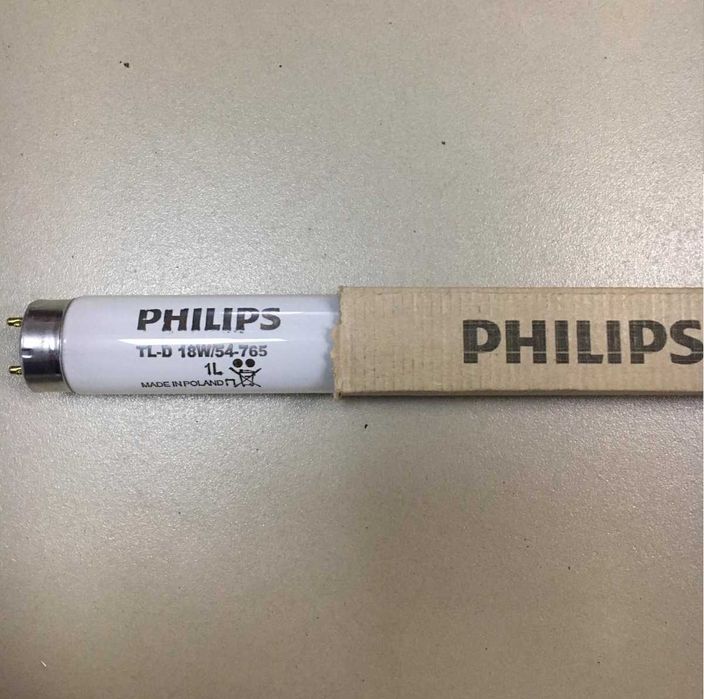 PHILIPS
TL-D 18W/54-765
1L
MADE IN POLAND
PHILIPS